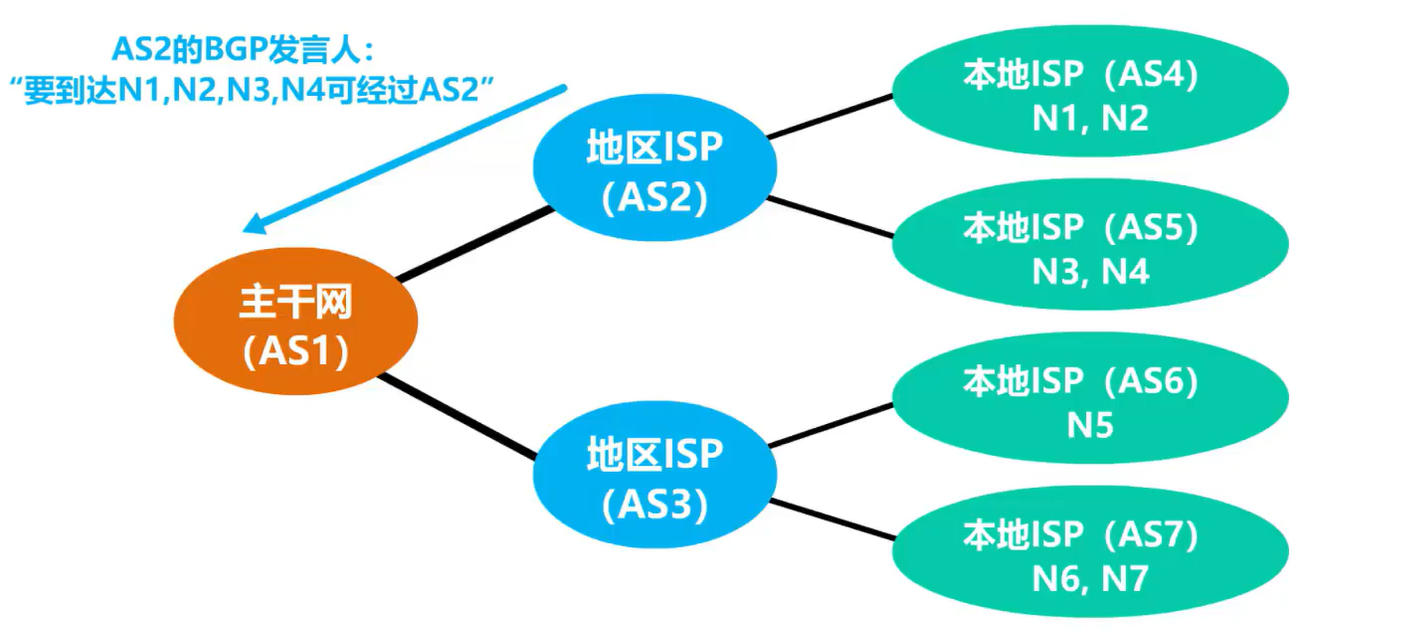 AS2的BGP发言人：
“要到达N1,N2,N3,N4可经过AS2”
地区ISP
（AS2）
本地ISP（AS4）
N1, N2
本地ISP（AS5）
N3, N4
主干网
（AS1）
地区ISP
（AS3）
本地ISP（AS6）
N5
本地ISP（AS7）
N6, N7